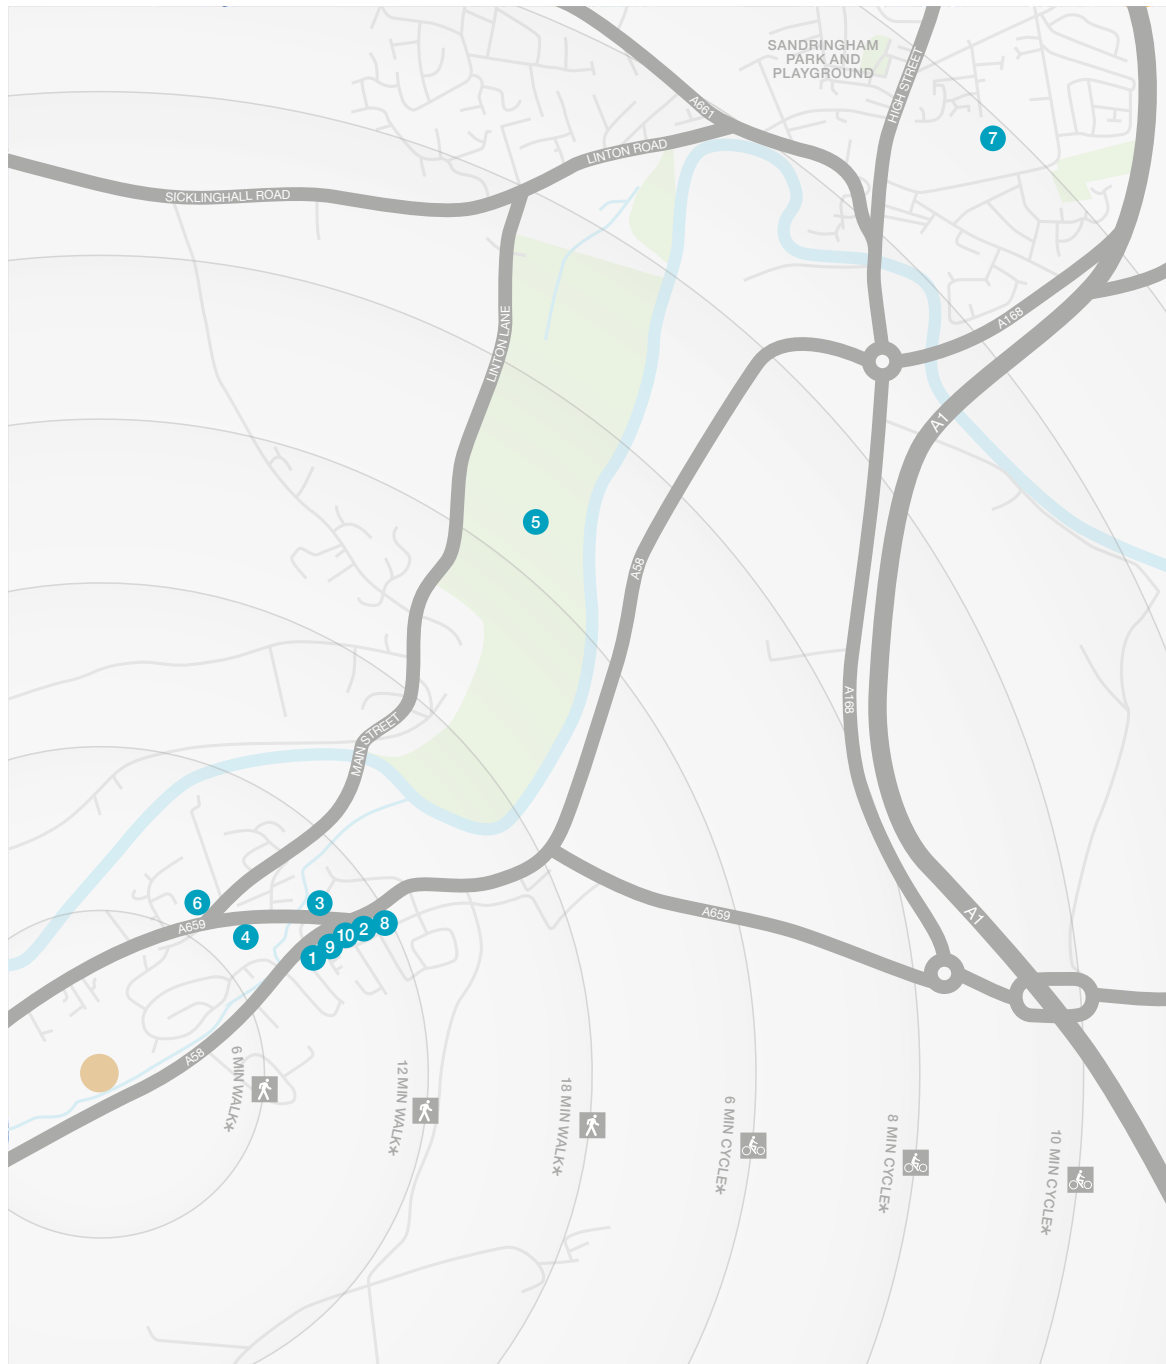 SANDRINGHAM
PARK AND
PLAYGROUND
HIGH STREET
A661
7
LINTON ROAD
SICKLINGHALL ROAD
LINTON LANE
A168
A1
5
A58
A168
MAIN STREET
6
3
A659
4
8
2
10
9
1
A659
A1
A58
6 MIN WALK*
12 MIN WALK*
18 MIN WALK*
6 MIN CYCLE*
8 MIN CYCLE*
10 MIN CYCLE*